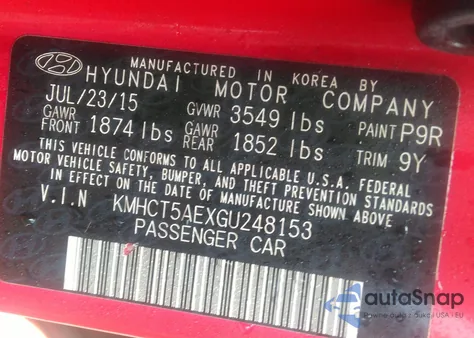 MANUFACTURED IN KOREA BY
HYUNDAI MOTOR COMPANY
JUL/23/15 GVWR 3549 lbs PAINT P9R
GAWR FRONT 1874 lbs GAWR REAR 1852 lbs TRIM 9Y
THIS VEHICLE CONFORMS TO ALL APPLICABLE U.S.A. FEDERAL
MOTOR VEHICLE SAFETY, BUMPER, AND THEFT PREVENTION STANDARDS
IN EFFECT ON THE DATE OF MANUFACTURE SHOWN ABOVE.
V.I.N KMHCT5AEXGU248153
PASSENGER CAR
autoSnap